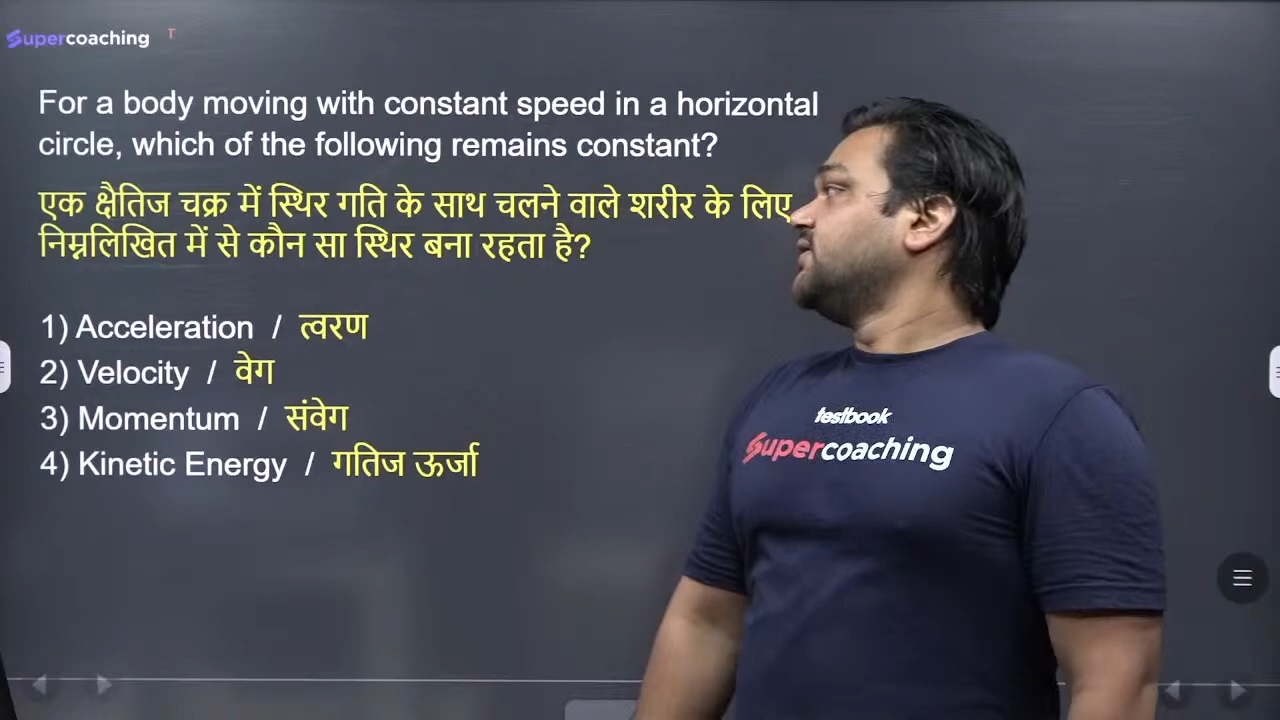 Supercoaching T
For a body moving with constant speed in a horizontal
circle, which of the following remains constant?
एक क्षैतिज चक्र में स्थिर गति के साथ चलने वाले शरीर के लिए
निम्नलिखित में से कौन सा स्थिर बना रहता है?
1) Acceleration / त्वरण
2) Velocity / वेग
3) Momentum / संवेग
4) Kinetic Energy / गतिज ऊर्जा
testbook
Supercoaching